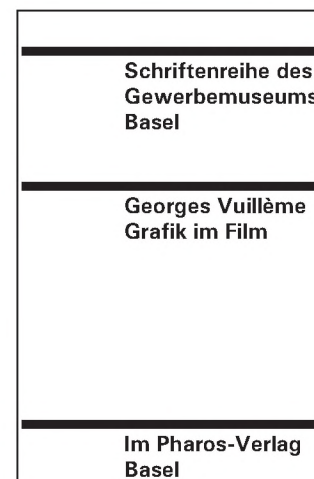 Schriftenreihe des
Gewerbemuseums
Basel
Georges Vuillème
Grafik im Film
Im Pharos-Verlag
Basel